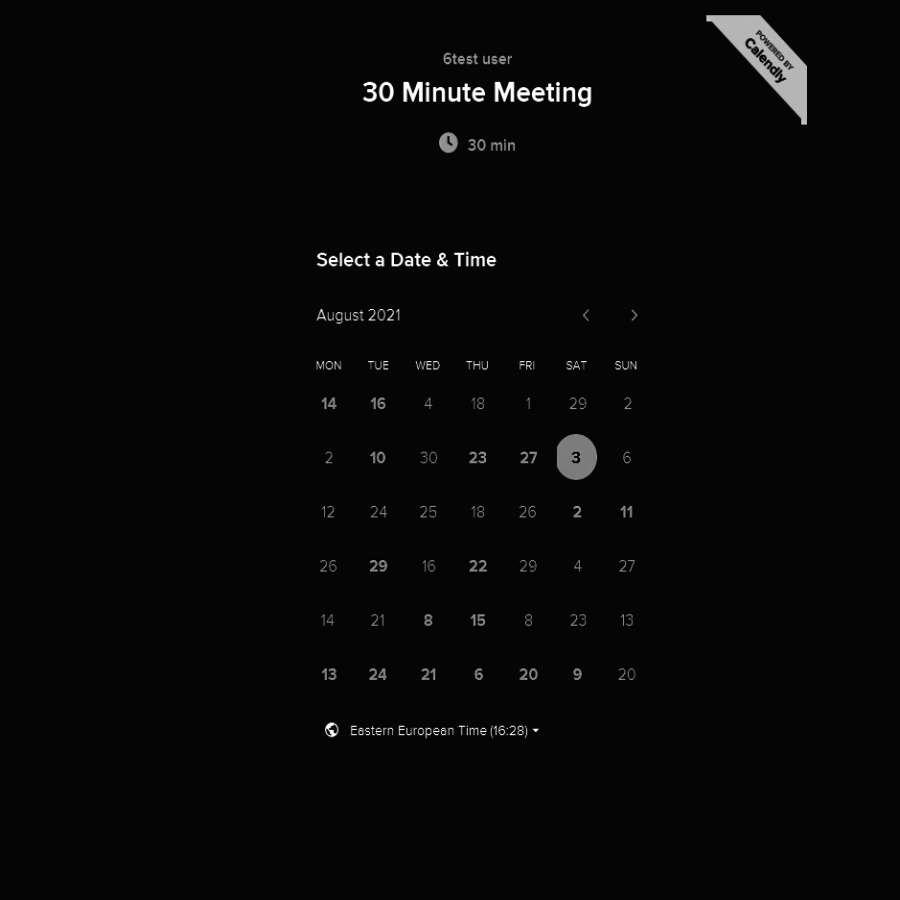 POWERED BY
Calendly
6test user
30 Minute Meeting
30 min
Select a Date & Time
August 2021
MON TUE WED THU FRI SAT SUN
14 16 4 18 1 29 2
2 10 30 23 27 3 6
12 24 25 18 26 2 11
26 29 16 22 29 4 27
14 21 8 15 8 23 13
13 24 21 6 20 9 20
Eastern European Time (16:28)